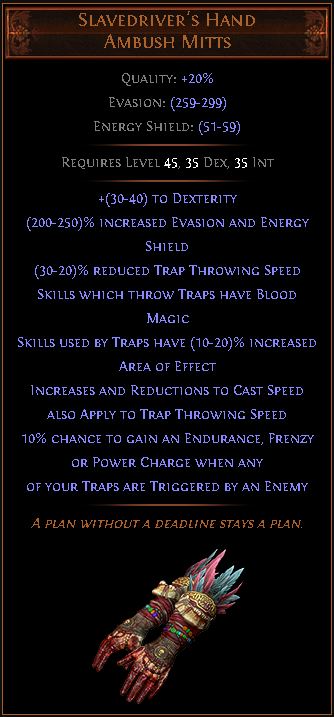 Slavedriver's Hand
Ambush Mitts
Quality: +20%
Evasion: (259-299)
Energy Shield: (51-59)
Requires Level 45, 35 Dex, 35 Int
+(30-40) to Dexterity
(200-250)% increased Evasion and Energy
Shield
(30-20)% reduced Trap Throwing Speed
Skills which throw Traps have Blood
Magic
Skills used by Traps have (10-20)% increased
Area of Effect
Increases and Reductions to Cast Speed
also Apply to Trap Throwing Speed
10% chance to gain an Endurance, Frenzy
or Power Charge when any
of your Traps are Triggered by an Enemy
A plan without a deadline stays a plan.